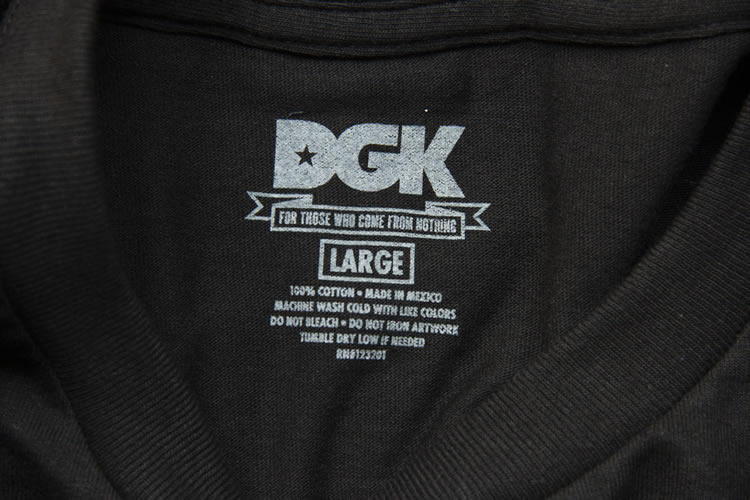 DGK
FOR THOSE WHO COME FROM NOTHING
LARGE
100% COTTON • MADE IN MEXICO
MACHINE WASH COLD WITH LIKE COLORS
DO NOT BLEACH • DO NOT IRON ARTWORK
TUMBLE DRY LOW IF NEEDED
RN#123201